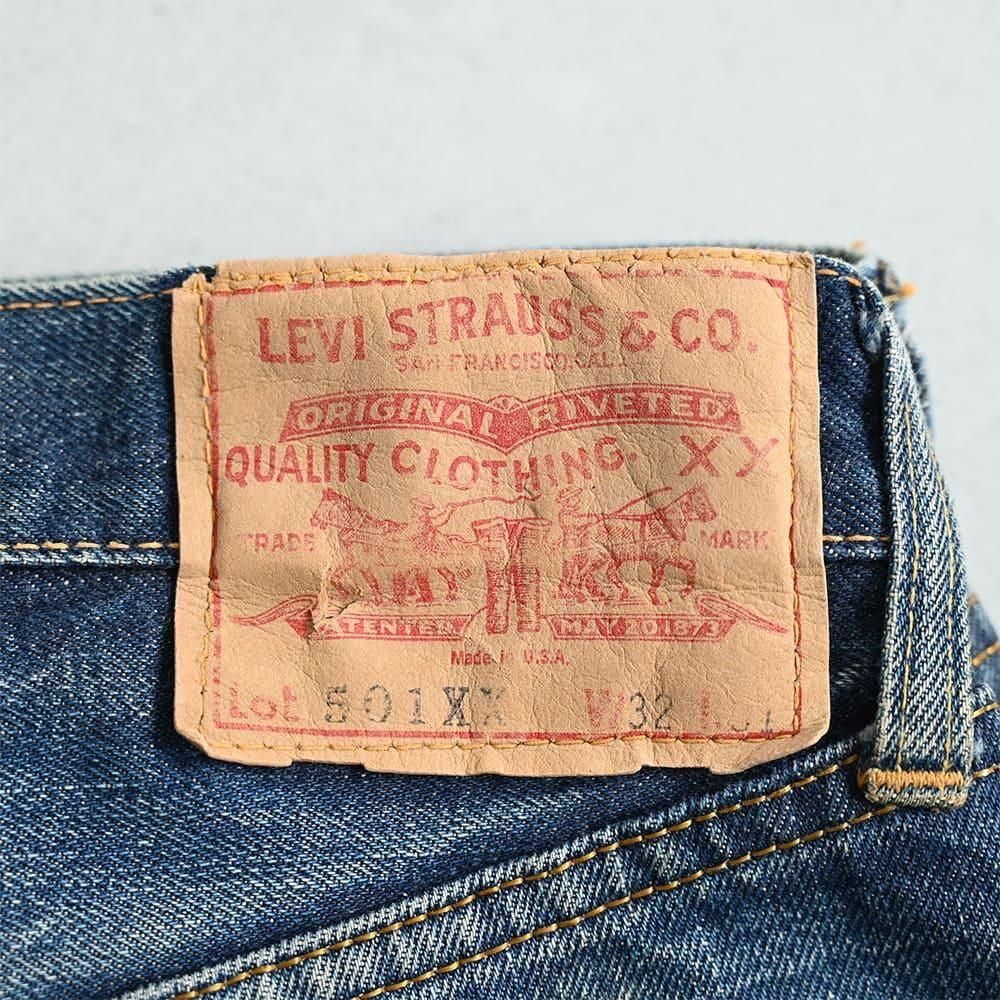 LEVI STRAUSS & CO.
SAN FRANCISCO, CAL.
ORIGINAL RIVETED
QUALITY CLOTHING. XX
TRADE MARK
PATENTED MAY 20 1873
Made in U.S.A.
Lot 501XX W32